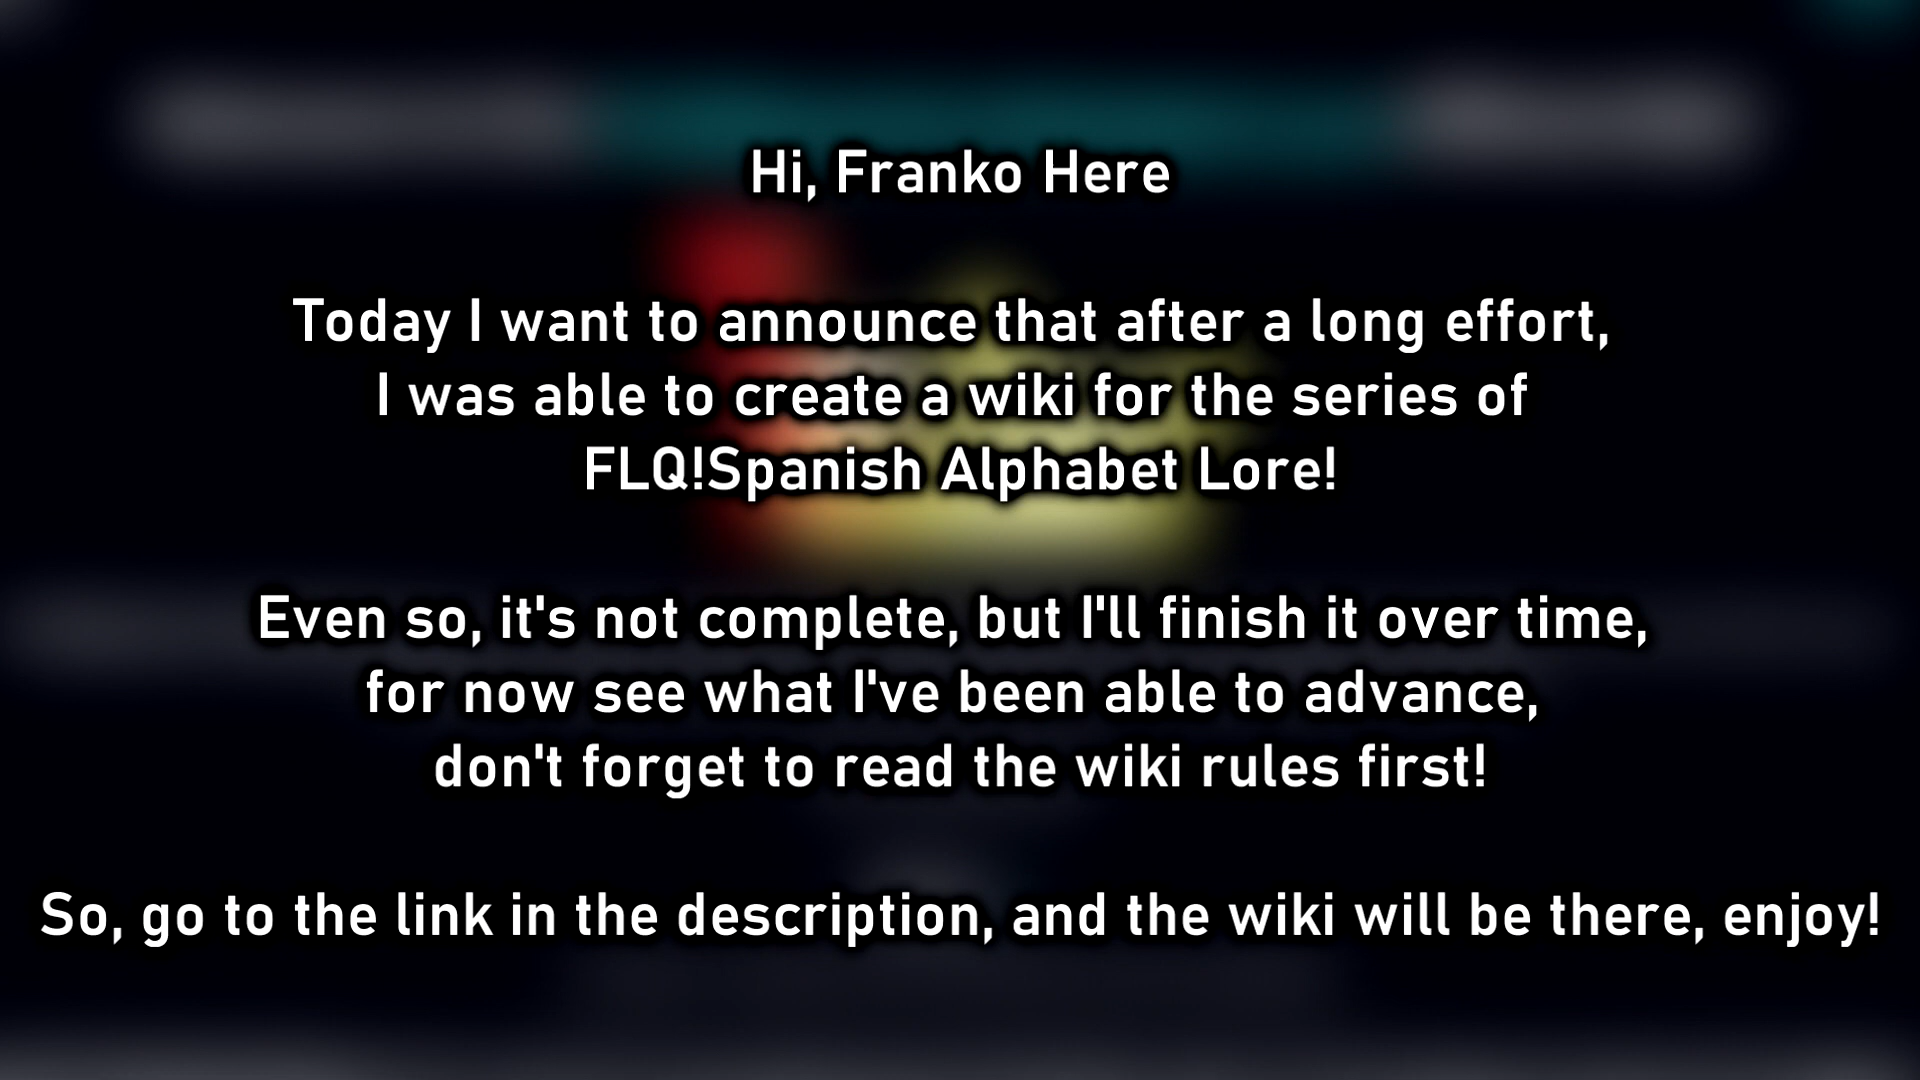 Hi, Franko Here
Today I want to announce that after a long effort,
I was able to create a wiki for the series of
FLQ!Spanish Alphabet Lore!
Even so, it's not complete, but I'll finish it over time,
for now see what I've been able to advance,
don't forget to read the wiki rules first!
So, go to the link in the description, and the wiki will be there, enjoy!